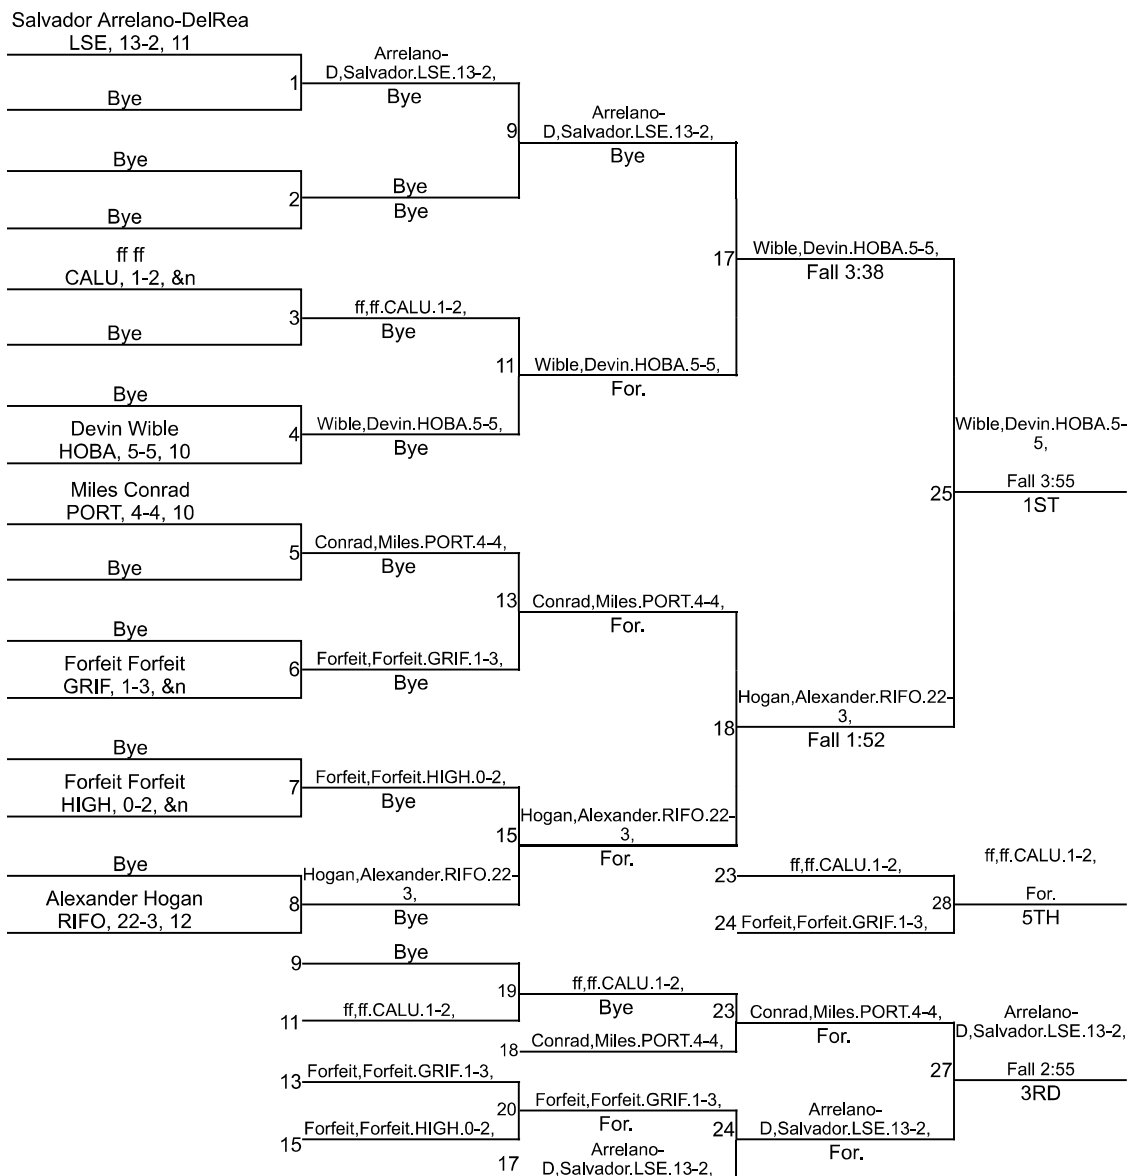 Salvador Arrelano-DelRea
LSE, 13-2, 11
1
Bye
Bye
2
Bye
ff ff
CALU, 1-2, &n
3
Bye
Bye
4
Devin Wible
HOBA, 5-5, 10
Miles Conrad
PORT, 4-4, 10
5
Bye
Bye
6
Forfeit Forfeit
GRIF, 1-3, &n
Bye
7
Forfeit Forfeit
HIGH, 0-2, &n
Bye
8
Alexander Hogan
RIFO, 22-3, 12
Arrelano-
D,Salvador.LSE.13-2,
Bye
9
Bye
Bye
ff,ff.CALU.1-2,
Bye
11
Wible,Devin.HOBA.5-5,
Bye
Conrad,Miles.PORT.4-4,
Bye
13
Forfeit,Forfeit.GRIF.1-3,
Bye
Forfeit,Forfeit.HIGH.0-2,
Bye
15
Hogan,Alexander.RIFO.22-
3,
Bye
Arrelano-
D,Salvador.LSE.13-2,
Bye
17
Wible,Devin.HOBA.5-5,
For.
Conrad,Miles.PORT.4-4,
For.
18
Hogan,Alexander.RIFO.22-
3,
For.
Wible,Devin.HOBA.5-5,
Fall 3:38
25
Hogan,Alexander.RIFO.22-
3,
Fall 1:52
Wible,Devin.HOBA.5-
5,
Fall 3:55
1ST
23
ff,ff.CALU.1-2,
24
Forfeit,Forfeit.GRIF.1-3,
28
ff,ff.CALU.1-2,
For.
5TH
9
Bye
11
ff,ff.CALU.1-2,
19
ff,ff.CALU.1-2,
Bye
18
Conrad,Miles.PORT.4-4,
23
Conrad,Miles.PORT.4-4,
For.
13
Forfeit,Forfeit.GRIF.1-3,
15
Forfeit,Forfeit.HIGH.0-2,
20
Forfeit,Forfeit.GRIF.1-3,
For.
17
Arrelano-
D,Salvador.LSE.13-2,
24
Arrelano-
D,Salvador.LSE.13-2,
For.
27
Arrelano-
D,Salvador.LSE.13-2,
Fall 2:55
3RD